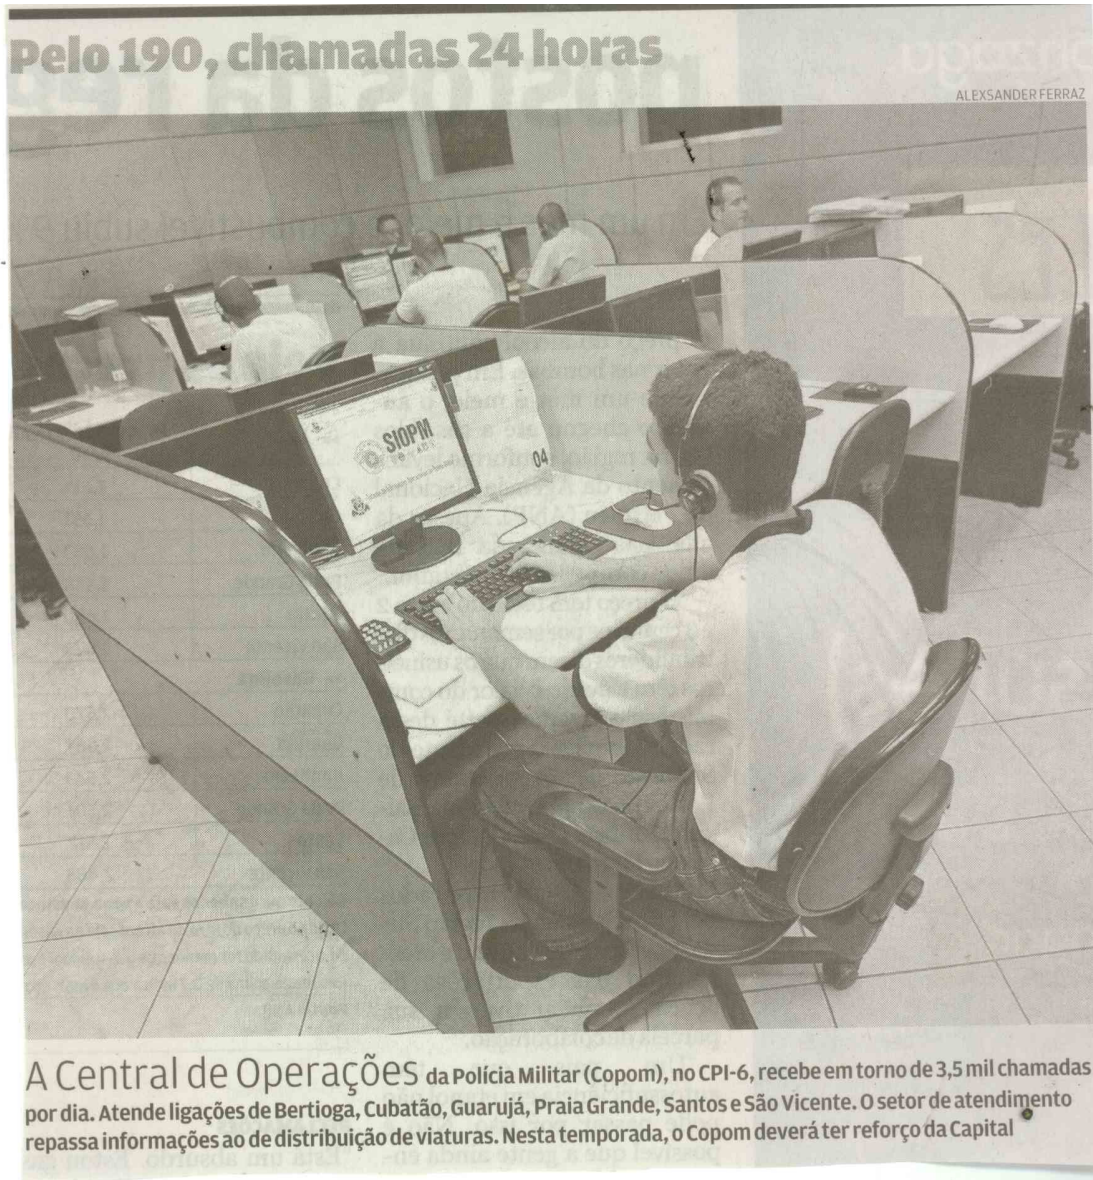 Pelo 190, chamadas 24 horas
ALEXSANDER FERRAZ
SIOPM
04
A Central de Operações da Polícia Militar (Copom), no CPI-6, recebe em torno de 3,5 mil chamadas
por dia. Atende ligações de Bertioga, Cubatão, Guarujá, Praia Grande, Santos e São Vicente. O setor de atendimento
repassa informações ao de distribuição de viaturas. Nesta temporada, o Copom deverá ter reforço da Capital